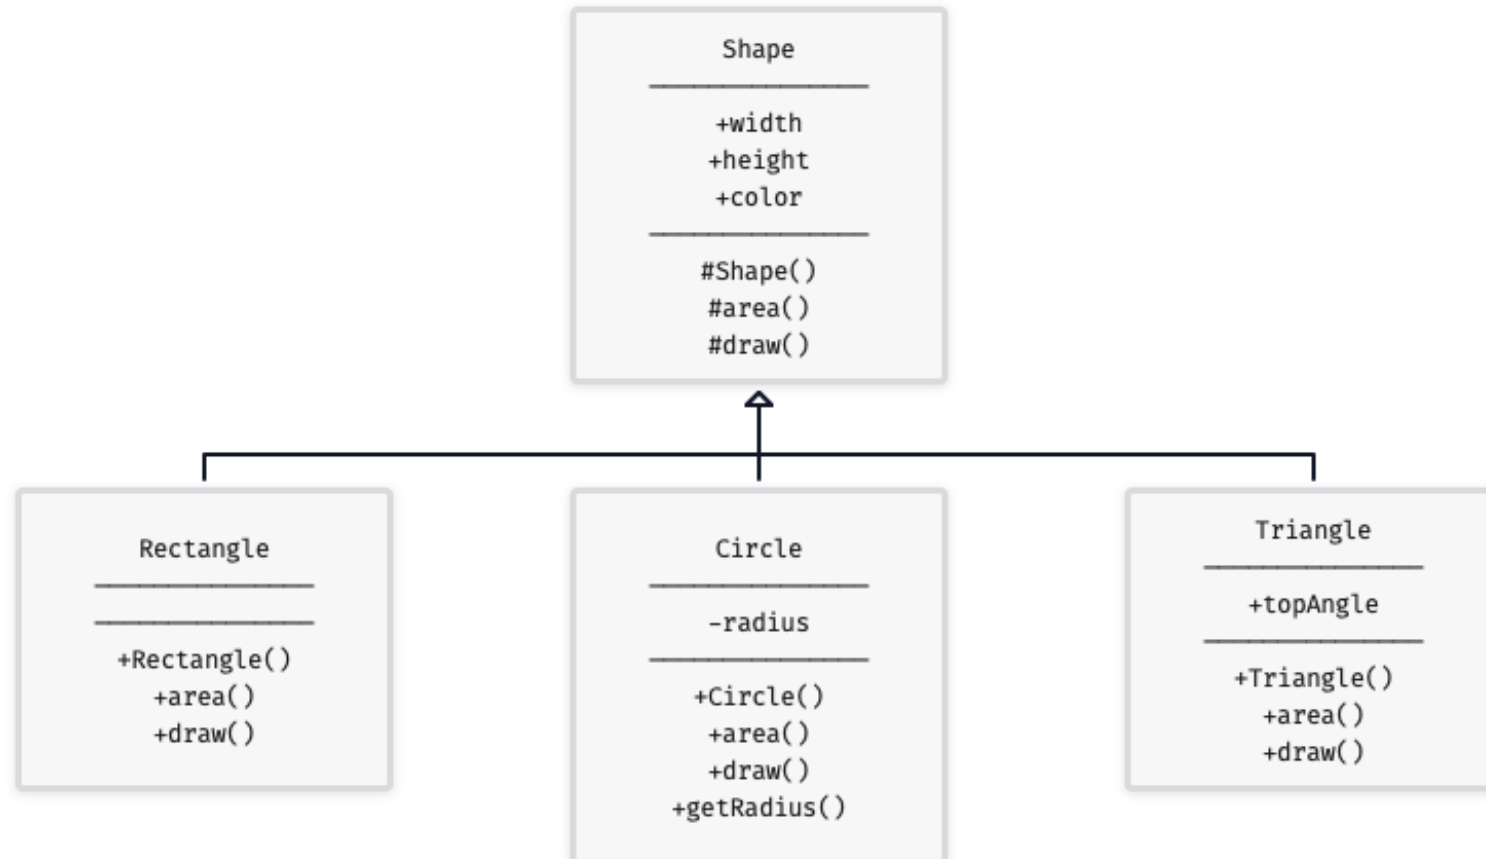 Shape
+width
+height
+color
#Shape()
#area()
#draw()
Rectangle
+Rectangle()
+area()
+draw()
Circle
-radius
+Circle()
+area()
+draw()
+getRadius()
Triangle
+topAngle
+Triangle()
+area()
+draw()